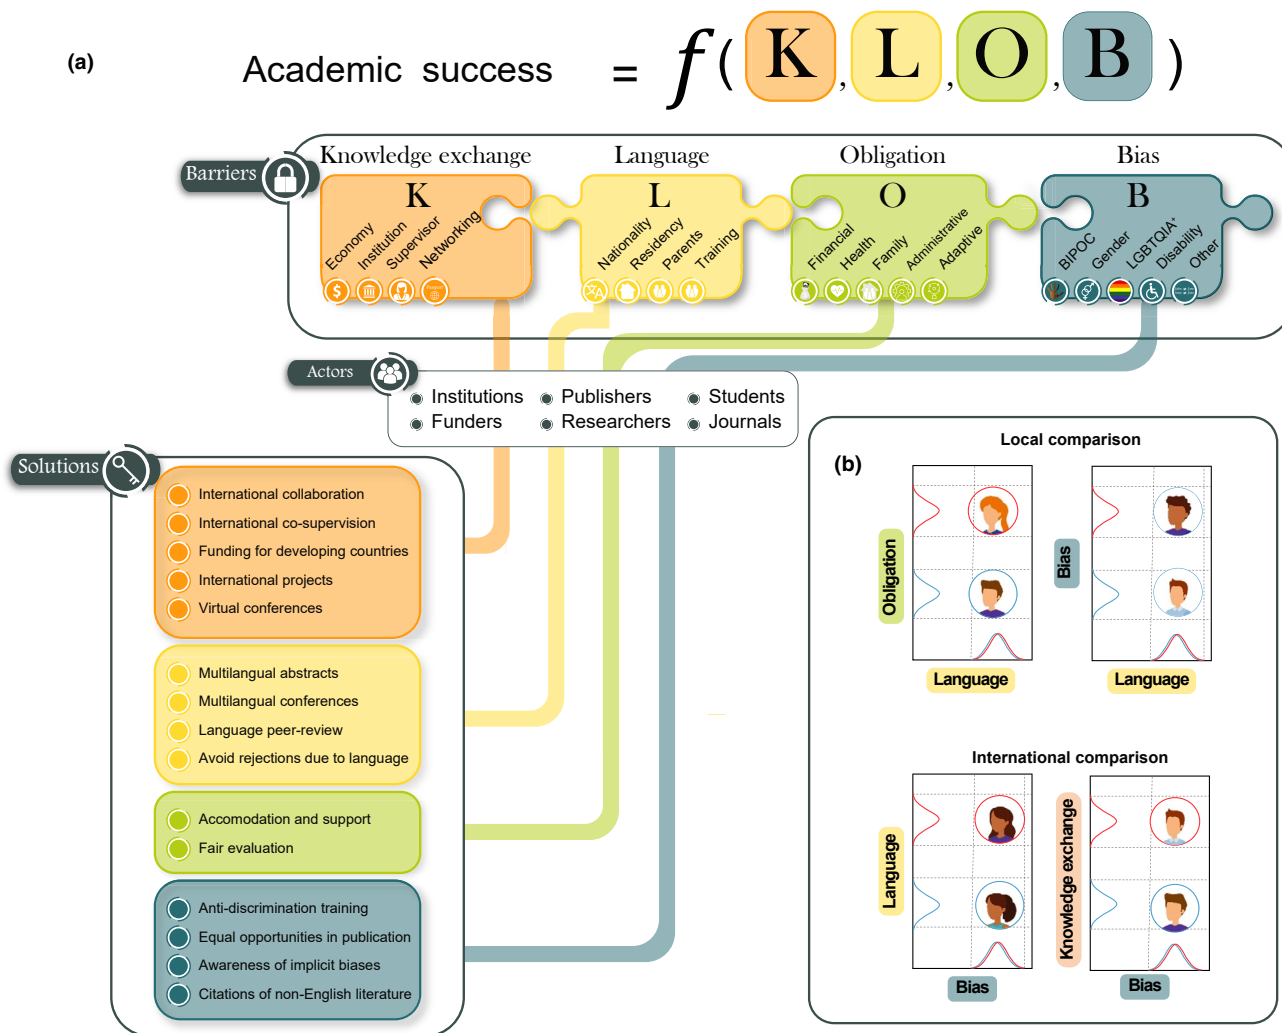 (a)
Academic success = f( K , L , O , B )
Barriers
Knowledge exchange
Language
Obligation
Bias
K
L
O
B
Economy
Institution
Supervisor
Networking
Nationality
Residency
Parents
Training
Financial
Health
Family
Administrative
Adaptive
BIPOC
Gender
LGBTQIA+
Disability
Other
Actors
Institutions
Publishers
Students
Funders
Researchers
Journals
Solutions
International collaboration
International co-supervision
Funding for developing countries
International projects
Virtual conferences
Multilangual abstracts
Multilangual conferences
Language peer-review
Avoid rejections due to language
Accomodation and support
Fair evaluation
Anti-discrimination training
Equal opportunities in publication
Awareness of implicit biases
Citations of non-English literature
(b)
Local comparison
Obligation
Language
Bias
Language
International comparison
Language
Bias
Knowledge exchange
Bias